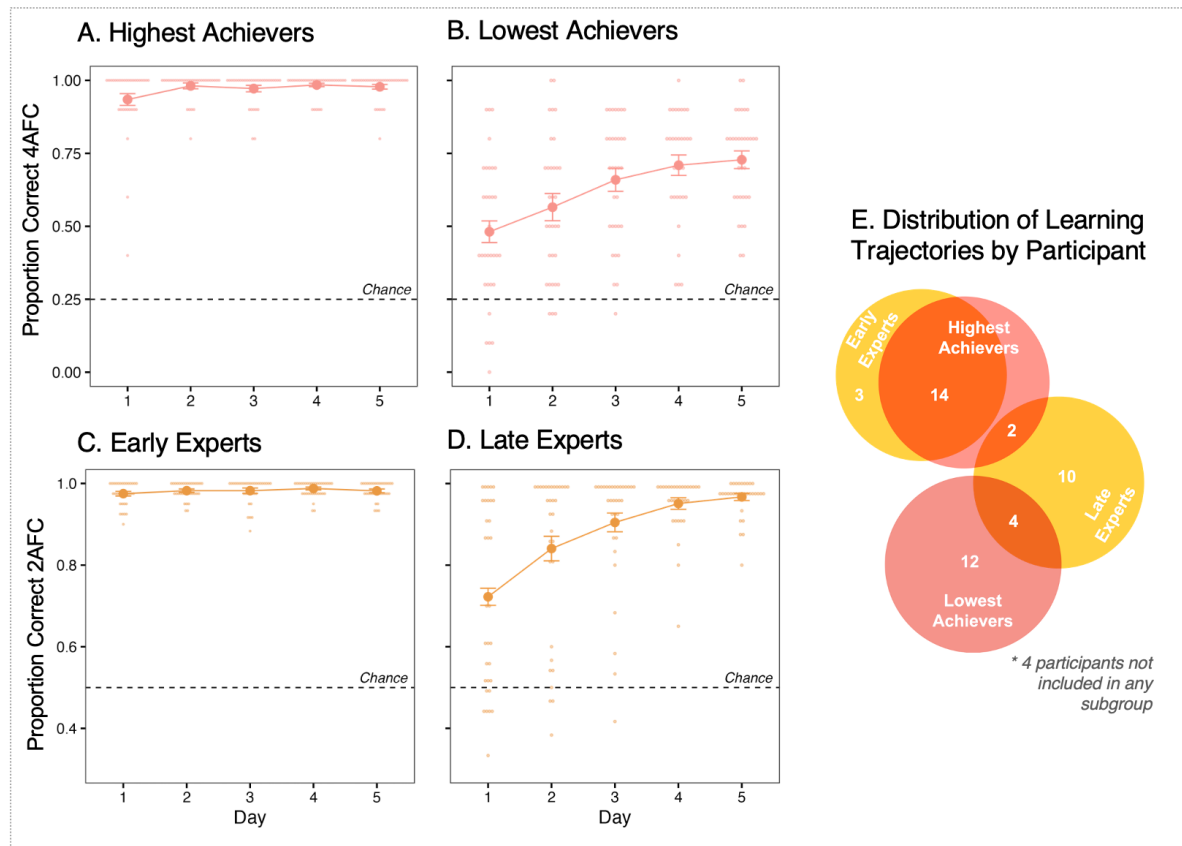 A. Highest Achievers
B. Lowest Achievers
Proportion Correct 4AFC
1.00
0.75
0.50
0.25
0.00
Chance
Chance
1 2 3 4 5
1 2 3 4 5
C. Early Experts
D. Late Experts
Proportion Correct 2AFC
1.0
0.8
0.6
0.4
Chance
Chance
1 2 3 4 5
1 2 3 4 5
Day
Day
E. Distribution of Learning
Trajectories by Participant
Early
Experts
Highest
Achievers
3
14
2
10
Late
Experts
4
12
Lowest
Achievers
* 4 participants not
included in any
subgroup